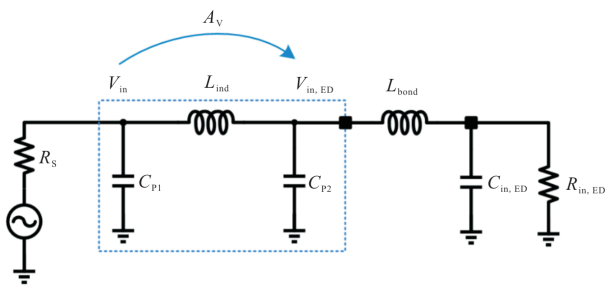 A_V
V_in
L_ind
V_in, ED
L_bond
R_S
C_P1
C_P2
C_in, ED
R_in, ED